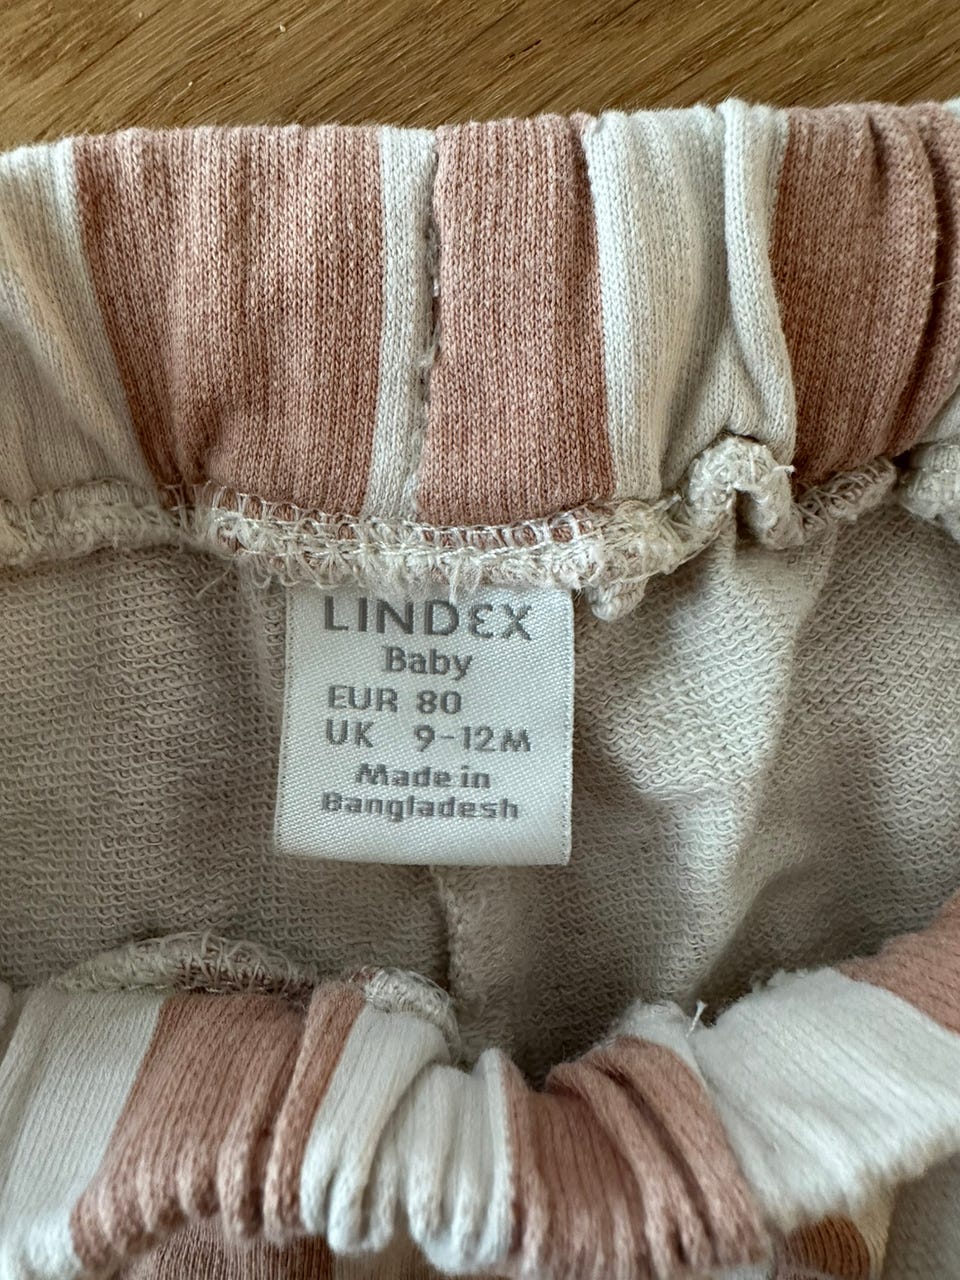 LINDEX
Baby
EUR 80
UK 9-12M
Made in
Bangladesh